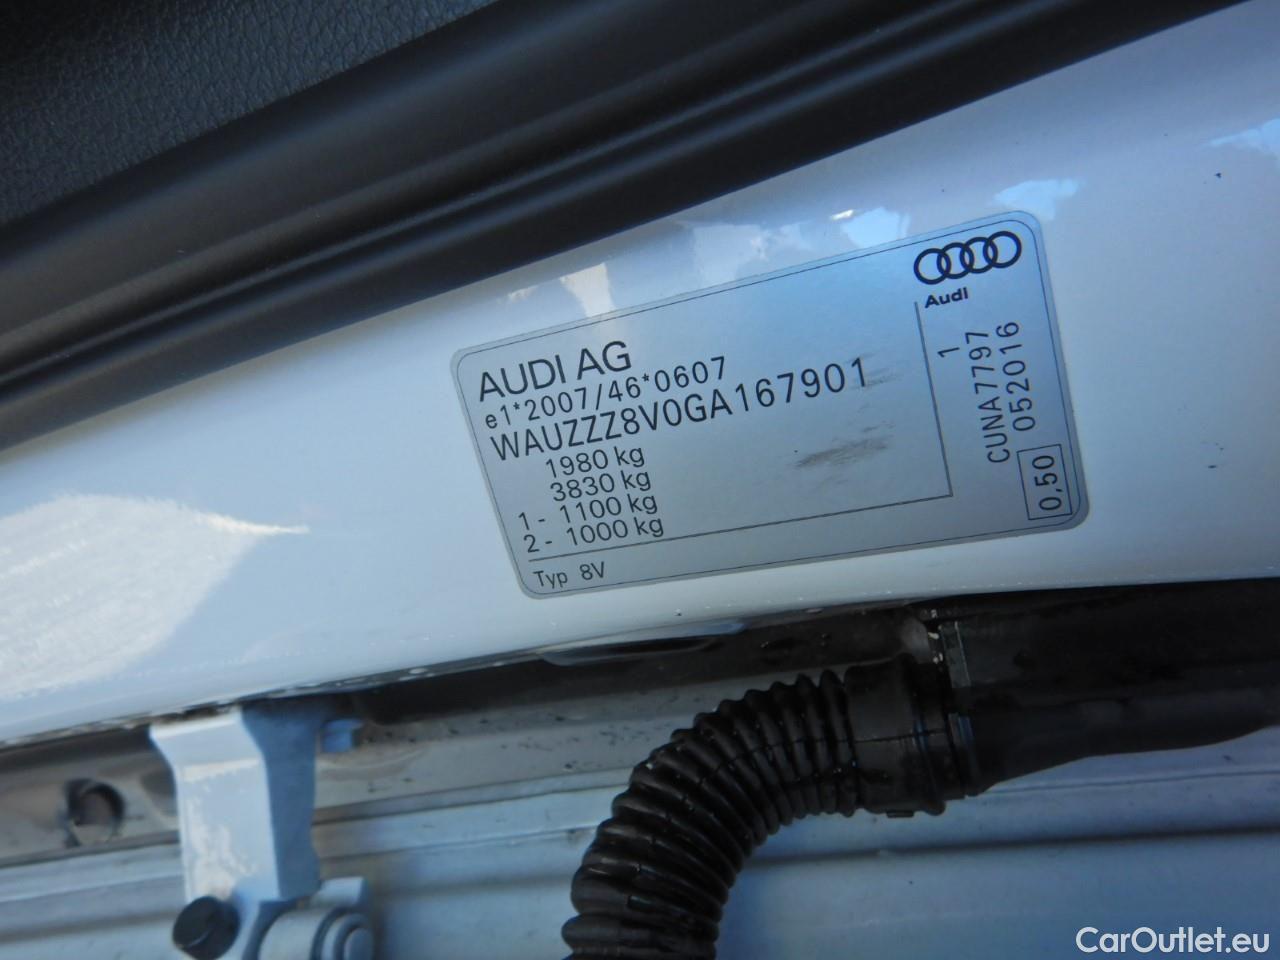 Audi
AUDI AG
e1*2007/46*0607
WAUZZZ8V0GA167901
1980 kg
3830 kg
1 - 1100 kg
2 - 1000 kg
Typ 8V
1
CUNA7797
052016
0,50
CarOutlet.eu